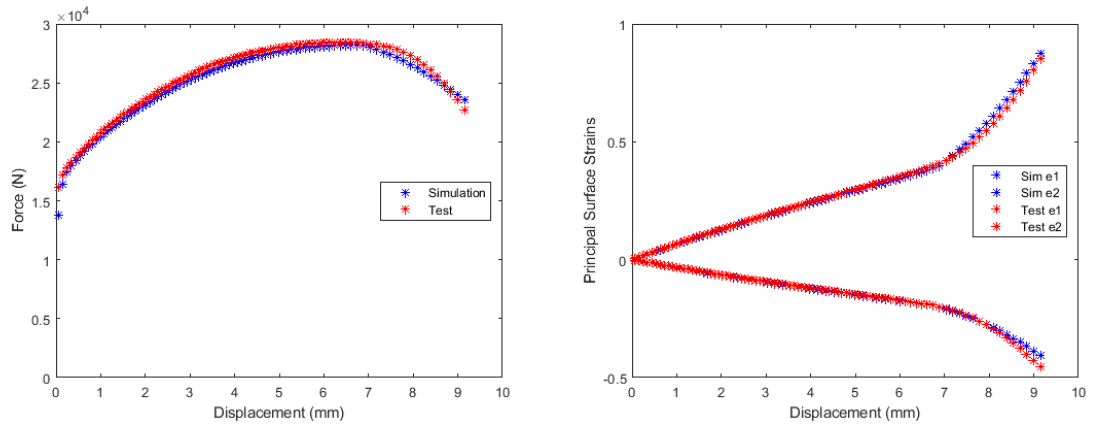 ×10⁴
3
2.5
2
1.5
1
0.5
0
0 1 2 3 4 5 6 7 8 9 10
Force (N)
Displacement (mm)
Simulation
Test
1
0.5
0
-0.5
0 1 2 3 4 5 6 7 8 9 10
Principal Surface Strains
Displacement (mm)
Sim e1
Sim e2
Test e1
Test e2